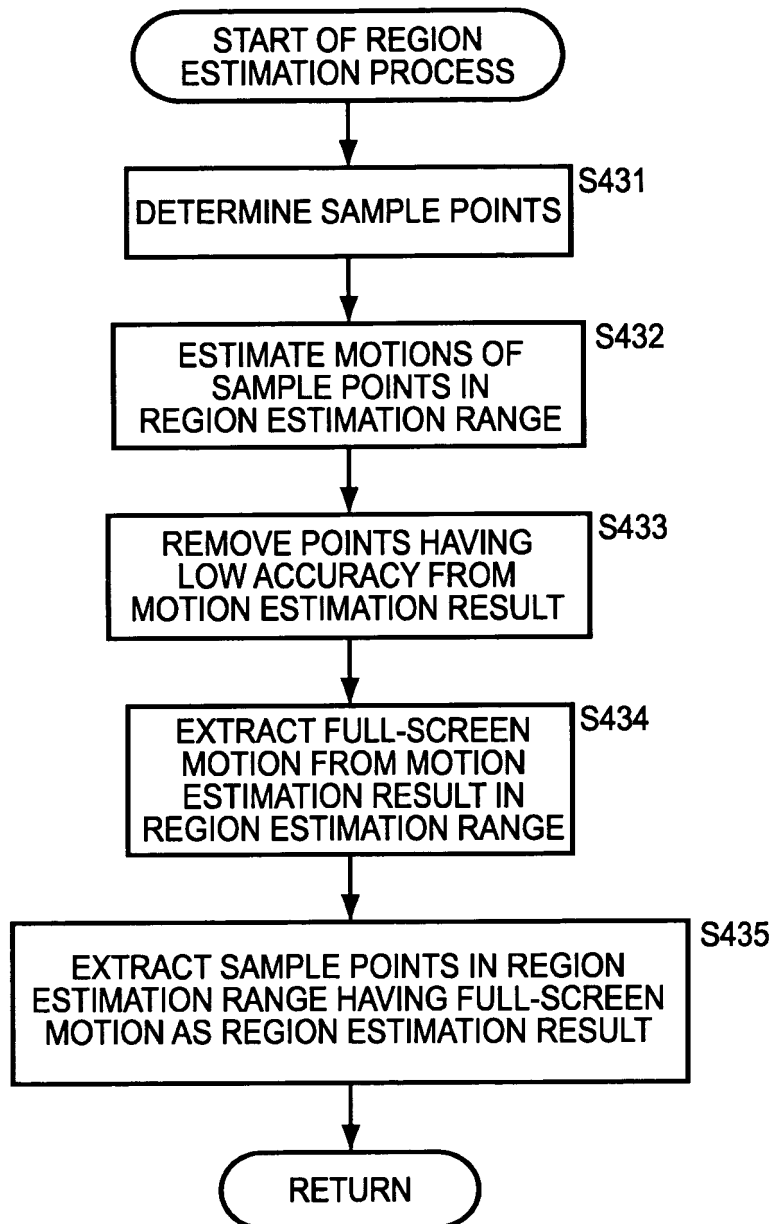 START OF REGION
ESTIMATION PROCESS
S431
DETERMINE SAMPLE POINTS
S432
ESTIMATE MOTIONS OF
SAMPLE POINTS IN
REGION ESTIMATION RANGE
S433
REMOVE POINTS HAVING
LOW ACCURACY FROM
MOTION ESTIMATION RESULT
S434
EXTRACT FULL-SCREEN
MOTION FROM MOTION
ESTIMATION RESULT IN
REGION ESTIMATION RANGE
S435
EXTRACT SAMPLE POINTS IN REGION
ESTIMATION RANGE HAVING FULL-SCREEN
MOTION AS REGION ESTIMATION RESULT
RETURN